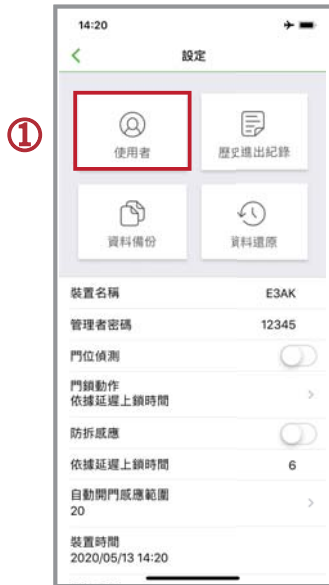 14:20
設定
①
使用者
歷史進出紀錄
資料備份
資料還原
裝置名稱 E3AK
管理者密碼 12345
門位偵測
門鎖動作
依據延遲上鎖時間
防拆感應
依據延遲上鎖時間 6
自動開門感應範圍
20
裝置時間
2020/05/13 14:20